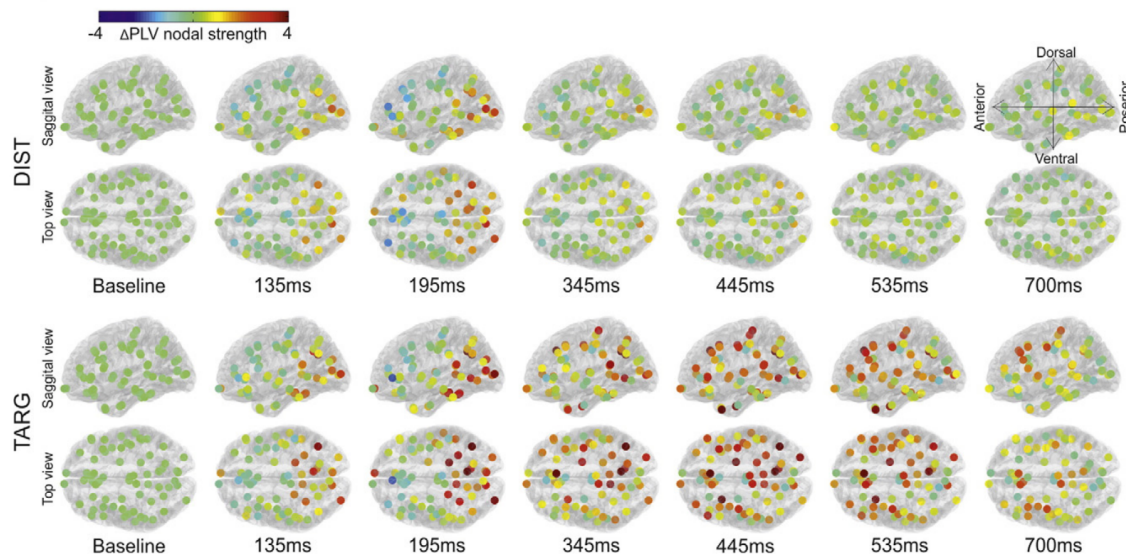 -4 ΔPLV nodal strength 4
DIST
Saggital view
Dorsal
Anterior
Posterior
Ventral
Top view
Baseline 135ms 195ms 345ms 445ms 535ms 700ms
TARG
Saggital view
Top view
Baseline 135ms 195ms 345ms 445ms 535ms 700ms